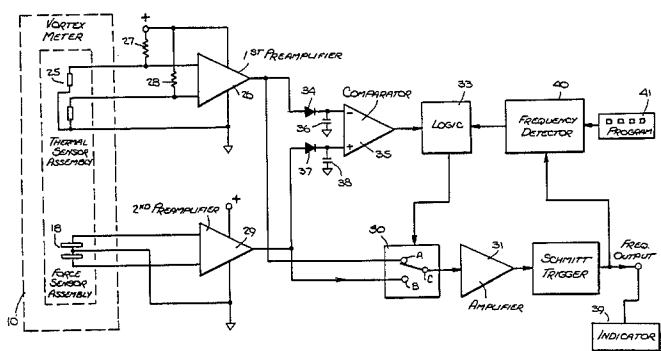 VORTEX
METER
+
27
25
28
1ST PREAMPLIFIER
26
THERMAL
SENSOR
ASSEMBLY
34
36
37
38
COMPARATOR
-
+
35
33
LOGIC
40
FREQUENCY
DETECTOR
41
PROGRAM
2ND PREAMPLIFIER
+
29
18
FORCE
SENSOR
ASSEMBLY
10
30
A
B
C
31
AMPLIFIER
SCHMITT
TRIGGER
FREQ.
OUTPUT
39
INDICATOR